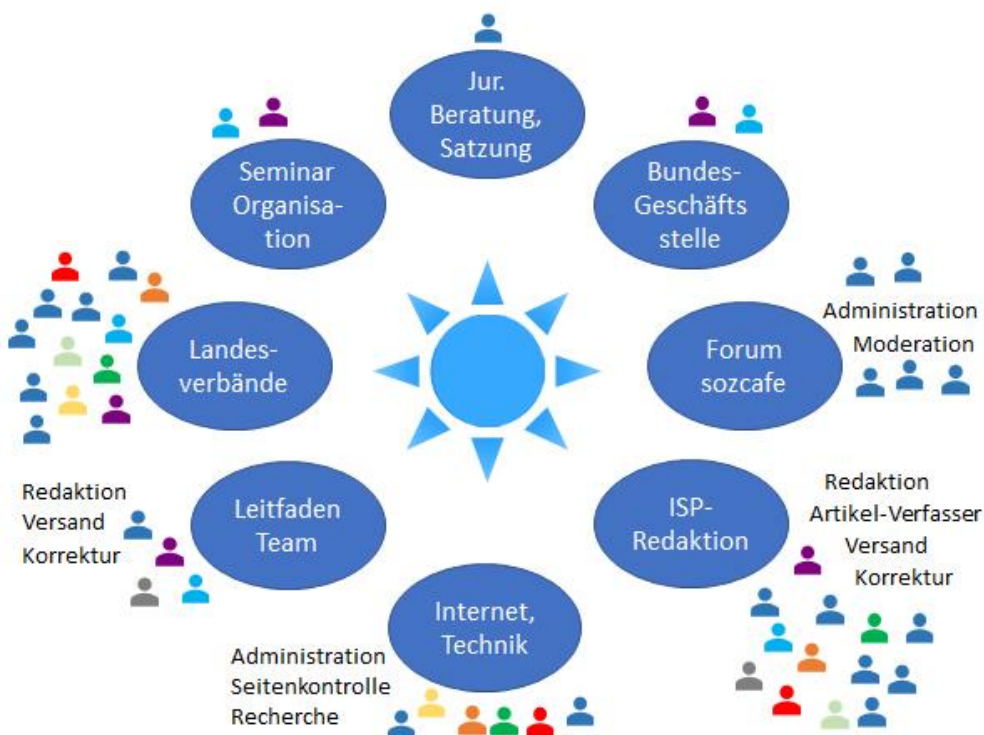 Jur.
Beratung,
Satzung
Seminar
Organisa-
tion
Bundes-
Geschäfts
stelle
Landes-
verbände
Forum
sozcafe
Administration
Moderation
Redaktion
Versand
Korrektur
Leitfaden
Team
ISP-
Redaktion
Redaktion
Artikel-Verfasser
Versand
Korrektur
Internet,
Technik
Administration
Seitenkontrolle
Recherche